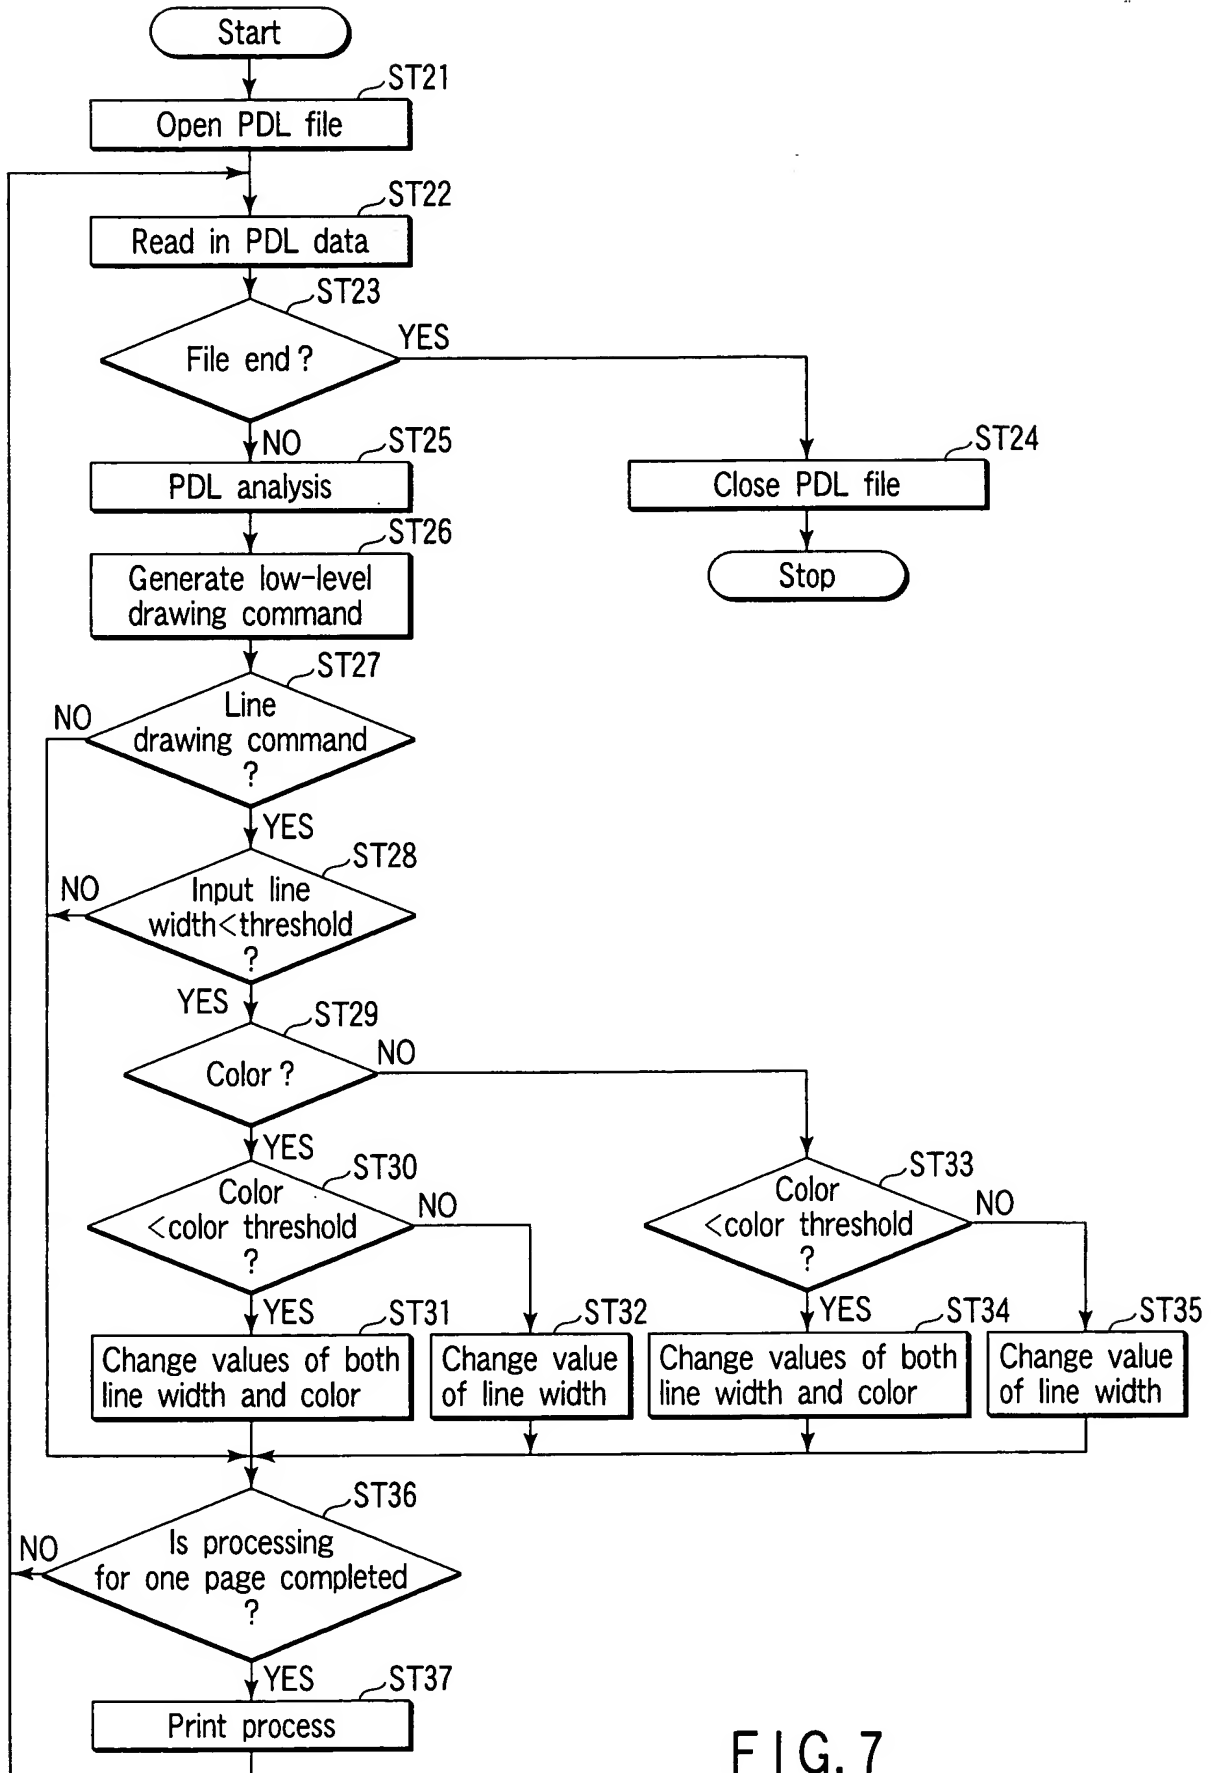 Start
ST21
Open PDL file
ST22
Read in PDL data
ST23
File end?
YES
NO
ST25
PDL analysis
ST24
Close PDL file
Stop
ST26
Generate low-level
drawing command
ST27
Line
drawing command
?
NO
YES
ST28
Input line
width<threshold
?
NO
YES
ST29
Color?
NO
YES
ST30
Color
<color threshold
?
NO
YES
ST33
Color
<color threshold
?
NO
YES
ST31
Change values of both
line width and color
ST32
Change value
of line width
ST34
Change values of both
line width and color
ST35
Change value
of line width
ST36
Is processing
for one page completed
?
NO
YES
ST37
Print process
FIG. 7